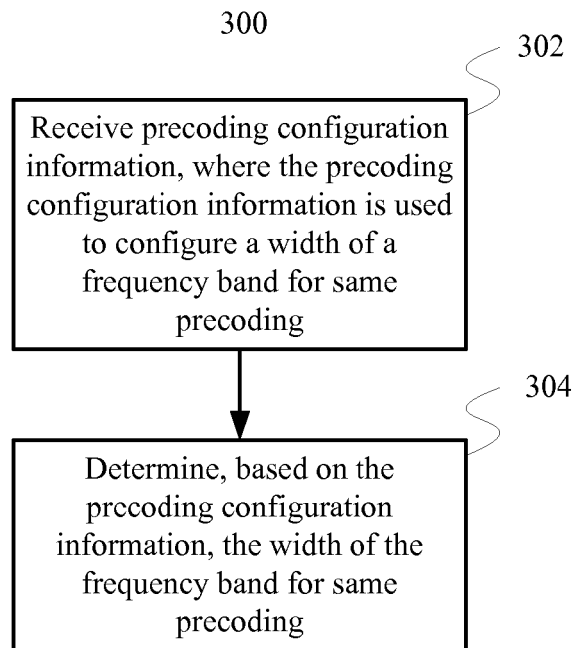 300
302
Receive precoding configuration
information, where the precoding
configuration information is used
to configure a width of a
frequency band for same
precoding
304
Determine, based on the
precoding configuration
information, the width of the
frequency band for same
precoding